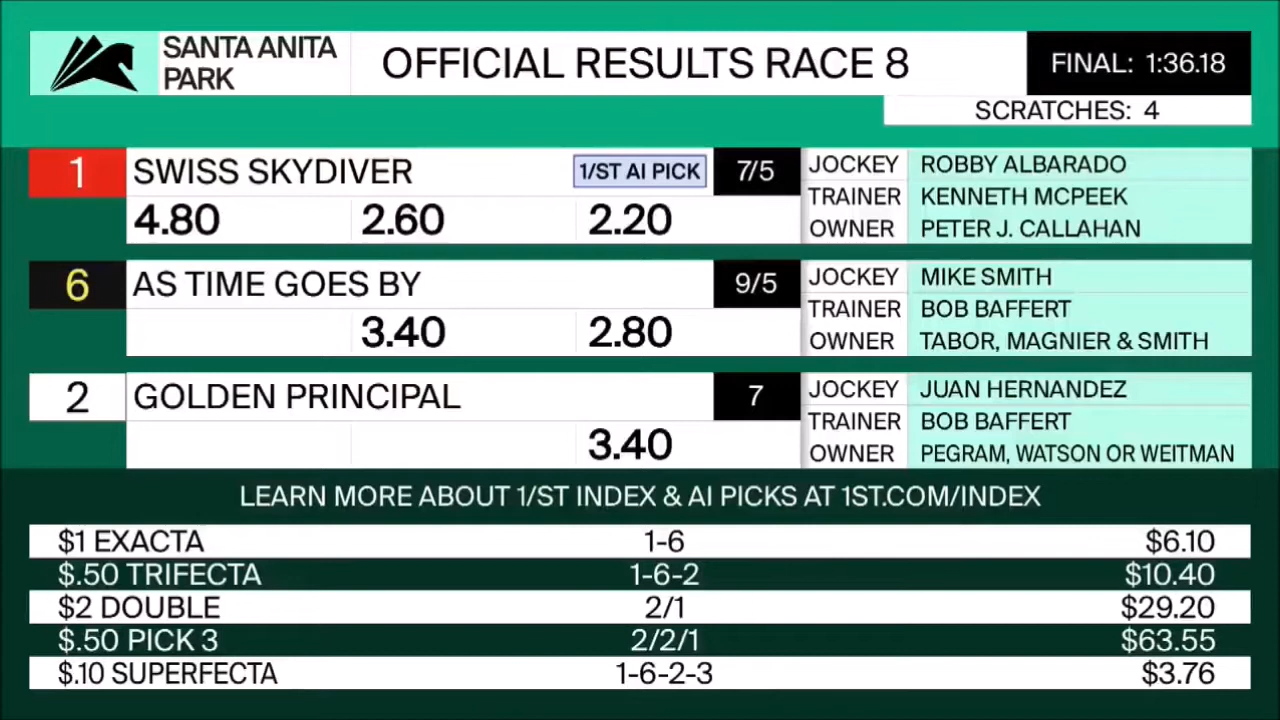 SANTA ANITA
PARK
OFFICIAL RESULTS RACE 8
FINAL: 1:36.18
SCRATCHES: 4
1
SWISS SKYDIVER
1/ST AI PICK
7/5
4.80 2.60 2.20
JOCKEY ROBBY ALBARADO
TRAINER KENNETH MCPEEK
OWNER PETER J. CALLAHAN
6
AS TIME GOES BY
9/5
3.40 2.80
JOCKEY MIKE SMITH
TRAINER BOB BAFFERT
OWNER TABOR, MAGNIER & SMITH
2
GOLDEN PRINCIPAL
7
3.40
JOCKEY JUAN HERNANDEZ
TRAINER BOB BAFFERT
OWNER PEGRAM, WATSON OR WEITMAN
LEARN MORE ABOUT 1/ST INDEX & AI PICKS AT 1ST.COM/INDEX
$1 EXACTA 1-6 $6.10
$.50 TRIFECTA 1-6-2 $10.40
$2 DOUBLE 2/1 $29.20
$.50 PICK 3 2/2/1 $63.55
$.10 SUPERFECTA 1-6-2-3 $3.76